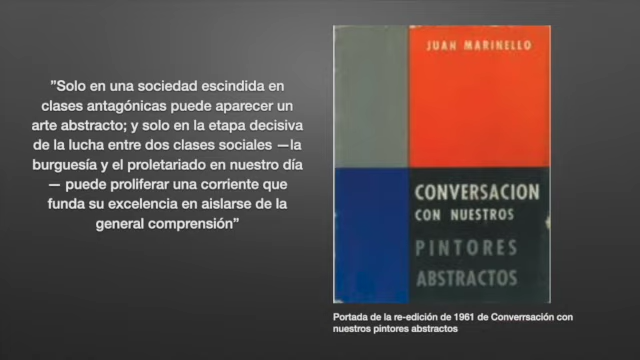 "Solo en una sociedad escindida en
clases antagónicas puede aparecer un
arte abstracto; y solo en la etapa decisiva
de la lucha entre dos clases sociales —la
burguesía y el proletariado en nuestro día
— puede proliferar una corriente que
funda su excelencia en aislarse de la
general comprensión"
JUAN MARINELLO
CONVERSACION
CON NUESTROS
PINTORES
ABSTRACTOS
Portada de la re-edición de 1961 de Converrsación con
nuestros pintores abstractos